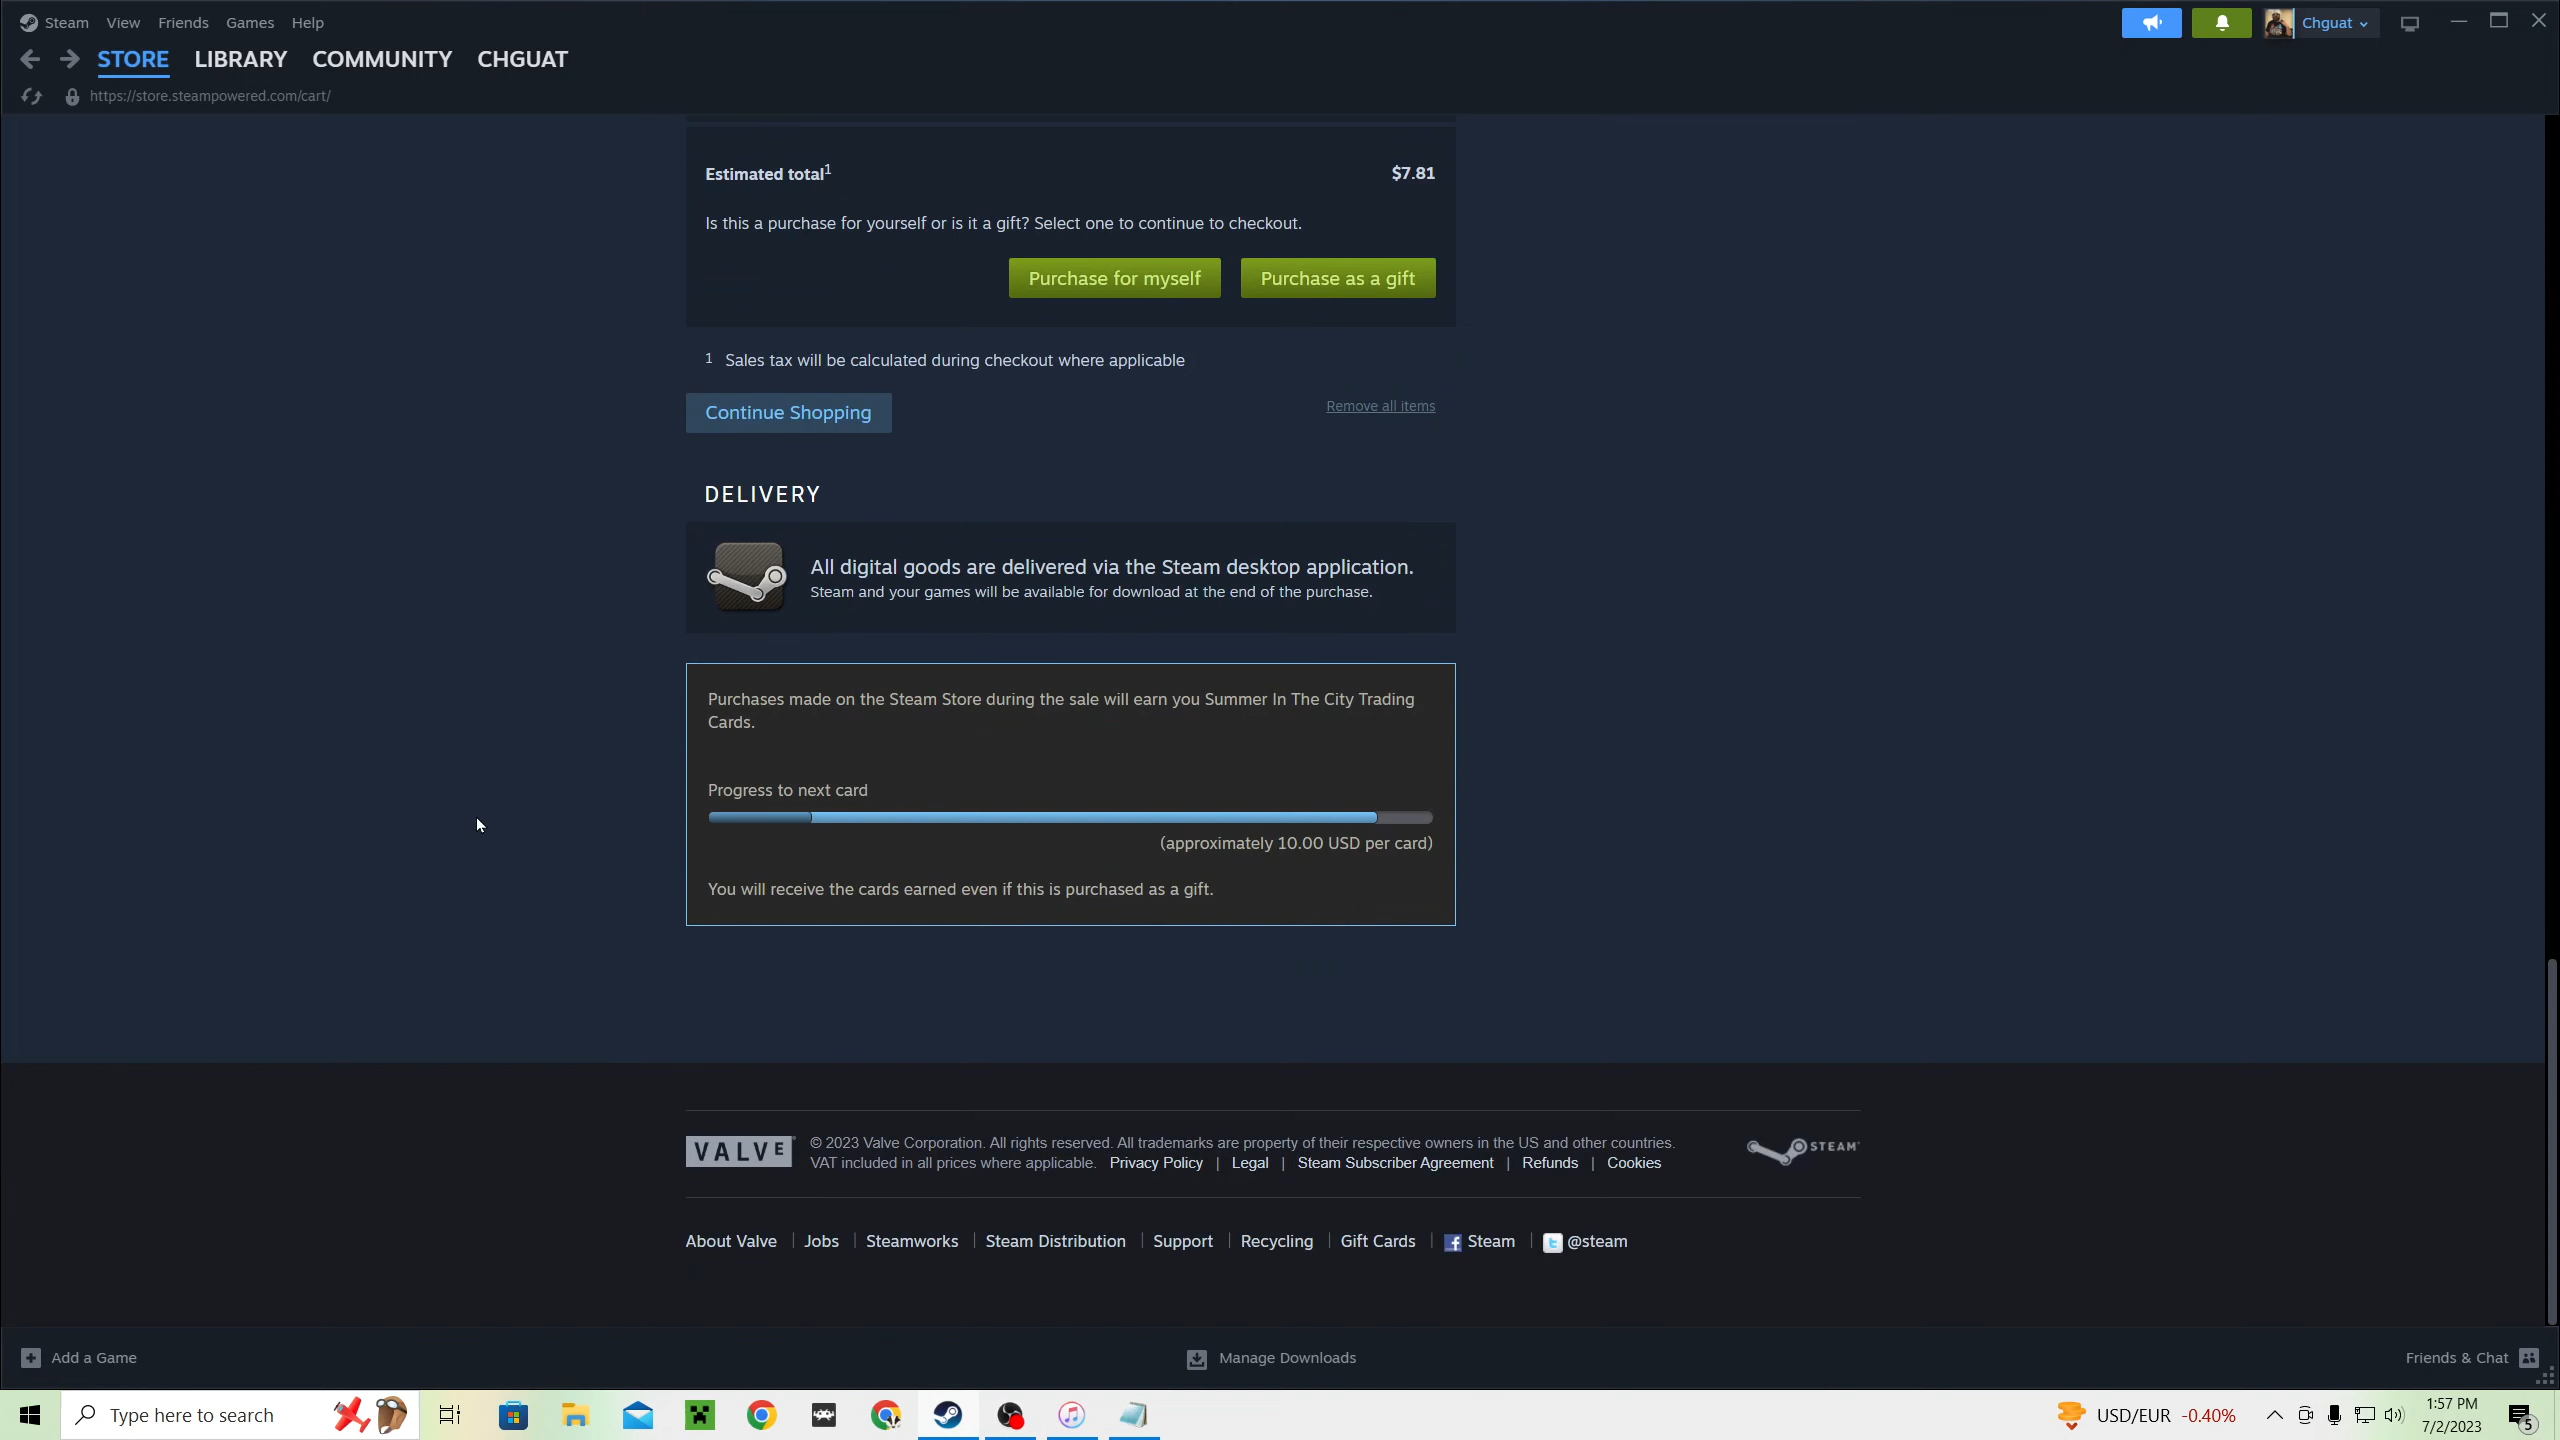 Steam View Friends Games Help
Chguat
STORE LIBRARY COMMUNITY CHGUAT
https://store.steampowered.com/cart/
Estimated total1 $7.81
Is this a purchase for yourself or is it a gift? Select one to continue to checkout.
Purchase for myself Purchase as a gift
1 Sales tax will be calculated during checkout where applicable
Continue Shopping Remove all items
DELIVERY
All digital goods are delivered via the Steam desktop application.
Steam and your games will be available for download at the end of the purchase.
Purchases made on the Steam Store during the sale will earn you Summer In The City Trading
Cards.
Progress to next card
(approximately 10.00 USD per card)
You will receive the cards earned even if this is purchased as a gift.
VALVE © 2023 Valve Corporation. All rights reserved. All trademarks are property of their respective owners in the US and other countries. STEAM
VAT included in all prices where applicable. Privacy Policy | Legal | Steam Subscriber Agreement | Refunds | Cookies
About Valve | Jobs | Steamworks | Steam Distribution | Support | Recycling | Gift Cards | Steam | @steam
Add a Game Manage Downloads Friends & Chat
Type here to search USD/EUR -0.40% 1:57 PM
7/2/2023 5